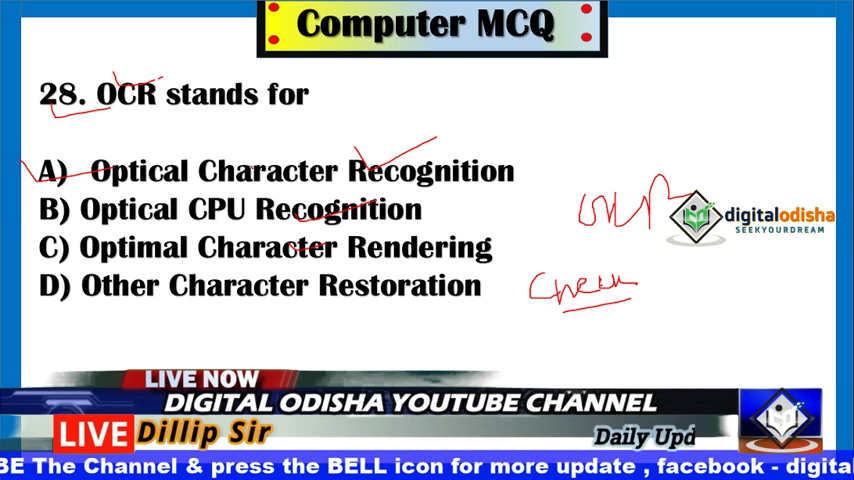 Computer MCQ
28. OCR stands for
A) Optical Character Recognition
B) Optical CPU Recognition
C) Optimal Character Rendering
D) Other Character Restoration
digitalodisha
SEEKYOURDREAM
LIVE NOW
DIGITAL ODISHA YOUTUBE CHANNEL
LIVE Dillip Sir
Daily Upd
BE The Channel & press the BELL icon for more update , facebook - digital